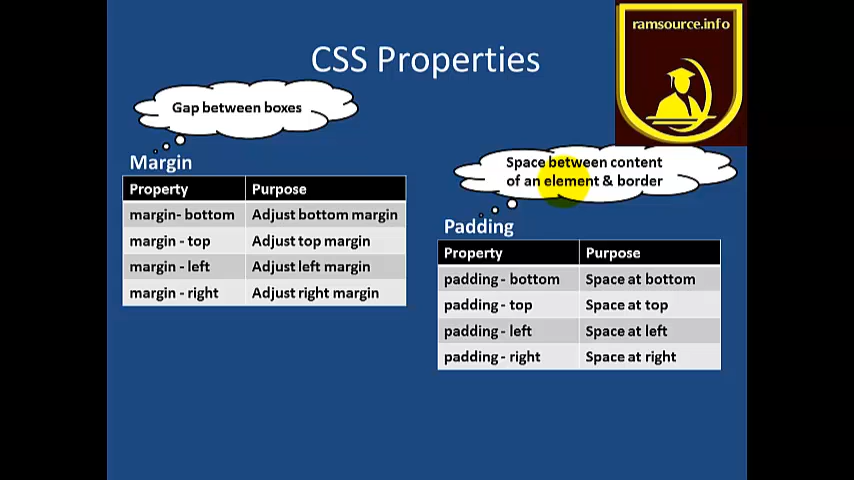 ramsource.info
CSS Properties
Gap between boxes
Margin
Property Purpose
margin- bottom Adjust bottom margin
margin - top Adjust top margin
margin - left Adjust left margin
margin - right Adjust right margin
Space between content
of an element & border
Padding
Property Purpose
padding - bottom Space at bottom
padding - top Space at top
padding - left Space at left
padding - right Space at right